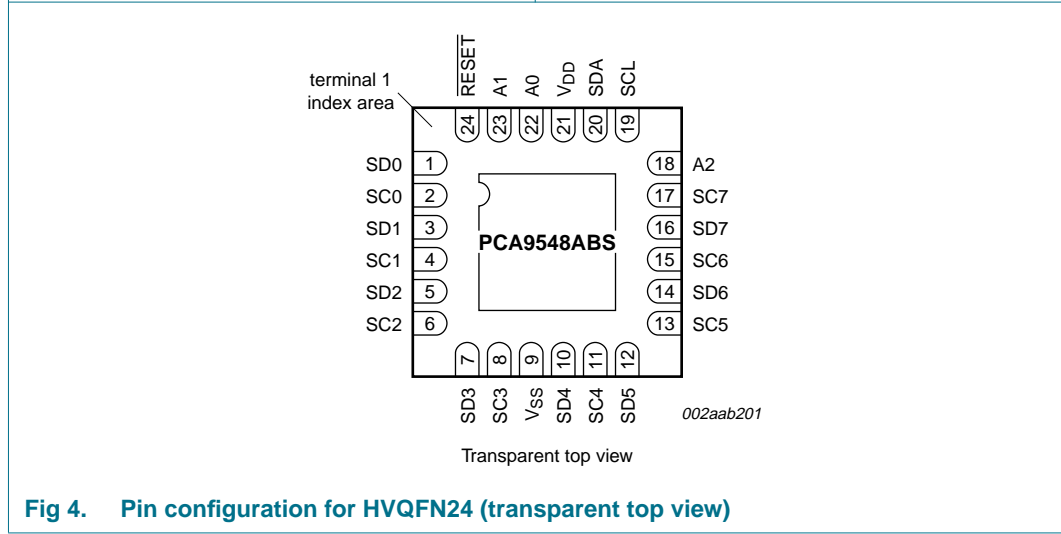 RESET
A1
A0
VDD
SDA
SCL
terminal 1
index area
24
23
22
21
20
19
SD0 1
SC0 2
SD1 3
SC1 4
SD2 5
SC2 6
PCA9548ABS
18 A2
17 SC7
16 SD7
15 SC6
14 SD6
13 SC5
7
8
9
10
11
12
SD3
SC3
VSS
SD4
SC4
SD5
002aab201
Transparent top view
Fig 4. Pin configuration for HVQFN24 (transparent top view)